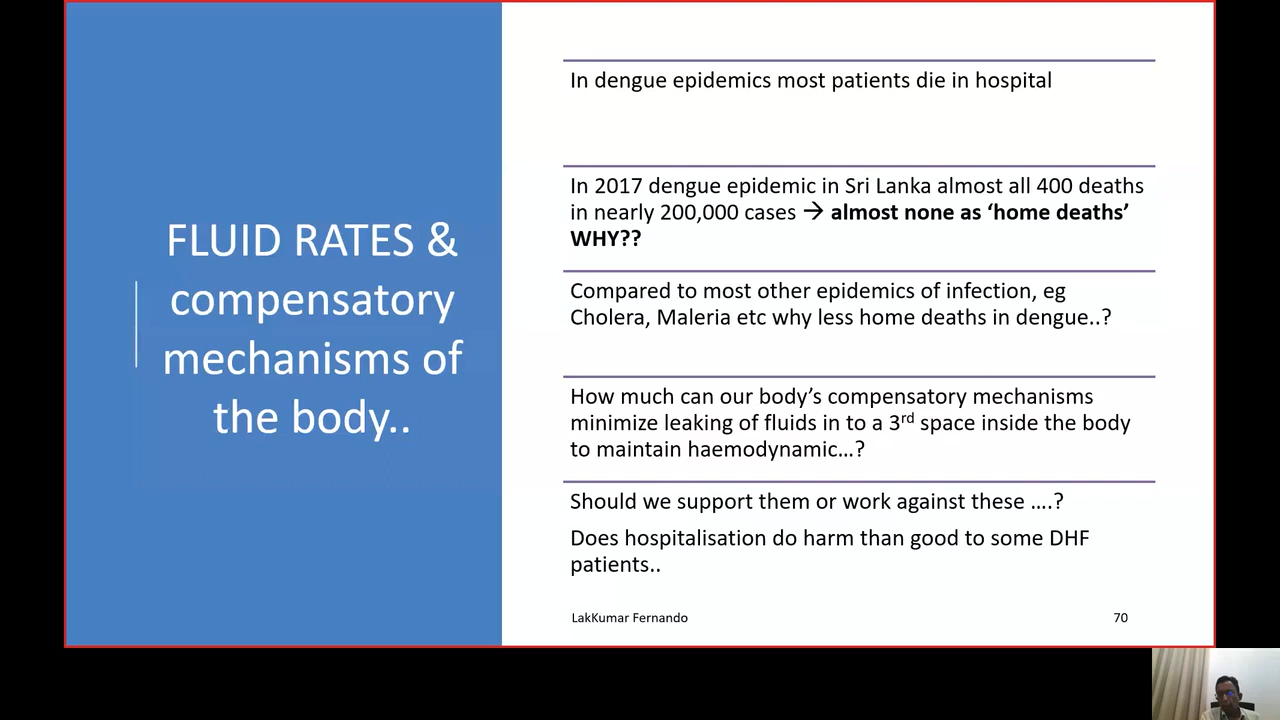 FLUID RATES &
compensatory
mechanisms of
the body..
In dengue epidemics most patients die in hospital
In 2017 dengue epidemic in Sri Lanka almost all 400 deaths
in nearly 200,000 cases → almost none as ‘home deaths’
WHY??
Compared to most other epidemics of infection, eg
Cholera, Maleria etc why less home deaths in dengue..?
How much can our body’s compensatory mechanisms
minimize leaking of fluids in to a 3rd space inside the body
to maintain haemodynamic…?
Should we support them or work against these ….?
Does hospitalisation do harm than good to some DHF
patients..
LakKumar Fernando
70